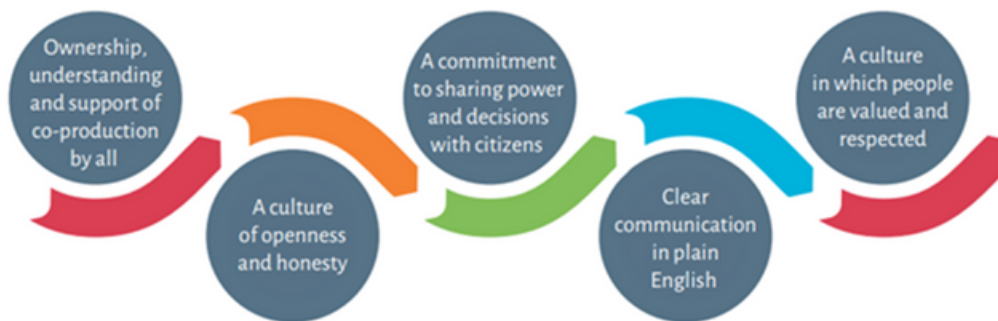 Ownership,
understanding
and support of
co-production
by all
A culture
of openness
and honesty
A commitment
to sharing power
and decisions
with citizens
Clear
communication
in plain
English
A culture
in which people
are valued and
respected